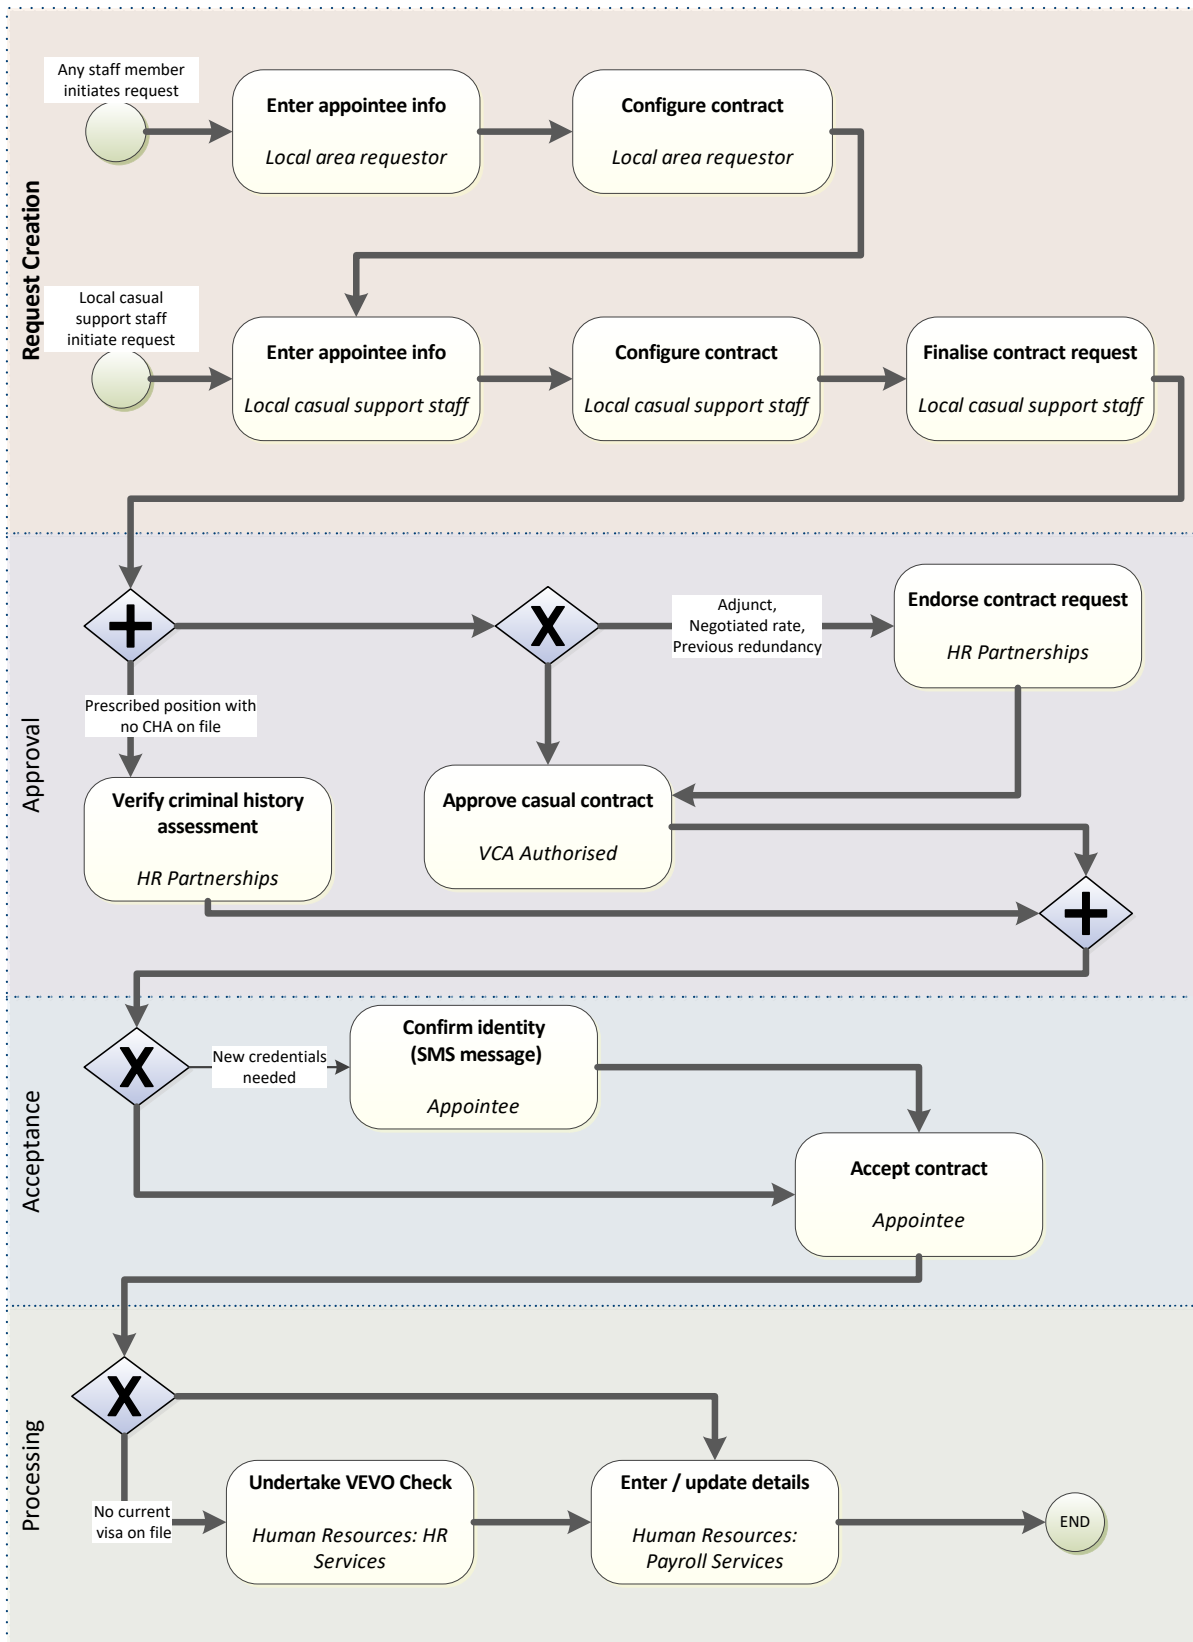 Request Creation
Any staff member
initiates request
Enter appointee info
Local area requestor
Configure contract
Local area requestor
Local casual
support staff
initiate request
Enter appointee info
Local casual support staff
Configure contract
Local casual support staff
Finalise contract request
Local casual support staff
Approval
+
X
Adjunct,
Negotiated rate,
Previous redundancy
Endorse contract request
HR Partnerships
Prescribed position with
no CHA on file
Verify criminal history
assessment
HR Partnerships
Approve casual contract
VCA Authorised
+
Acceptance
X
New credentials
needed
Confirm identity
(SMS message)
Appointee
Accept contract
Appointee
Processing
X
No current
visa on file
Undertake VEVO Check
Human Resources: HR
Services
Enter / update details
Human Resources:
Payroll Services
END